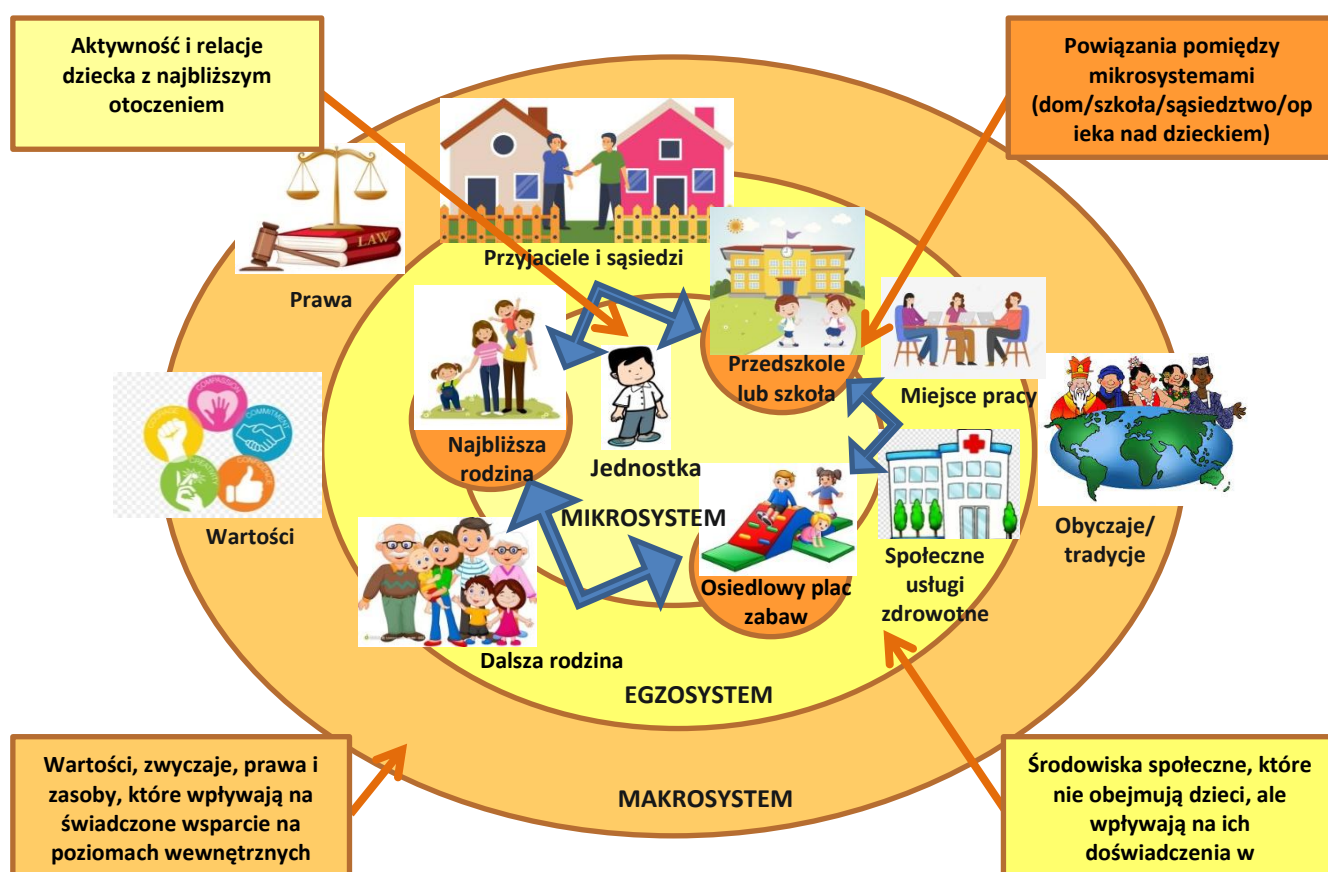 Aktywność i relacje
dziecka z najbliższym
otoczeniem
Powiązania pomiędzy
mikrosystemami
(dom/szkoła/sąsiedztwo/op
ieka nad dzieckiem)
LAW
Prawa
Przyjaciele i sąsiedzi
Przedszkole
lub szkoła
Miejsce pracy
COMPASSION
COMMITMENT
Wartości
Najbliższa
rodzina
Jednostka
MIKROSYSTEM
Osiedlowy plac
zabaw
Społeczne
usługi
zdrowotne
Obyczaje/
tradycje
Dalsza rodzina
EGZOSYSTEM
MAKROSYSTEM
Wartości, zwyczaje, prawa i
zasoby, które wpływają na
świadczone wsparcie na
poziomach wewnętrznych
Środowiska społeczne, które
nie obejmują dzieci, ale
wpływają na ich
doświadczenia w